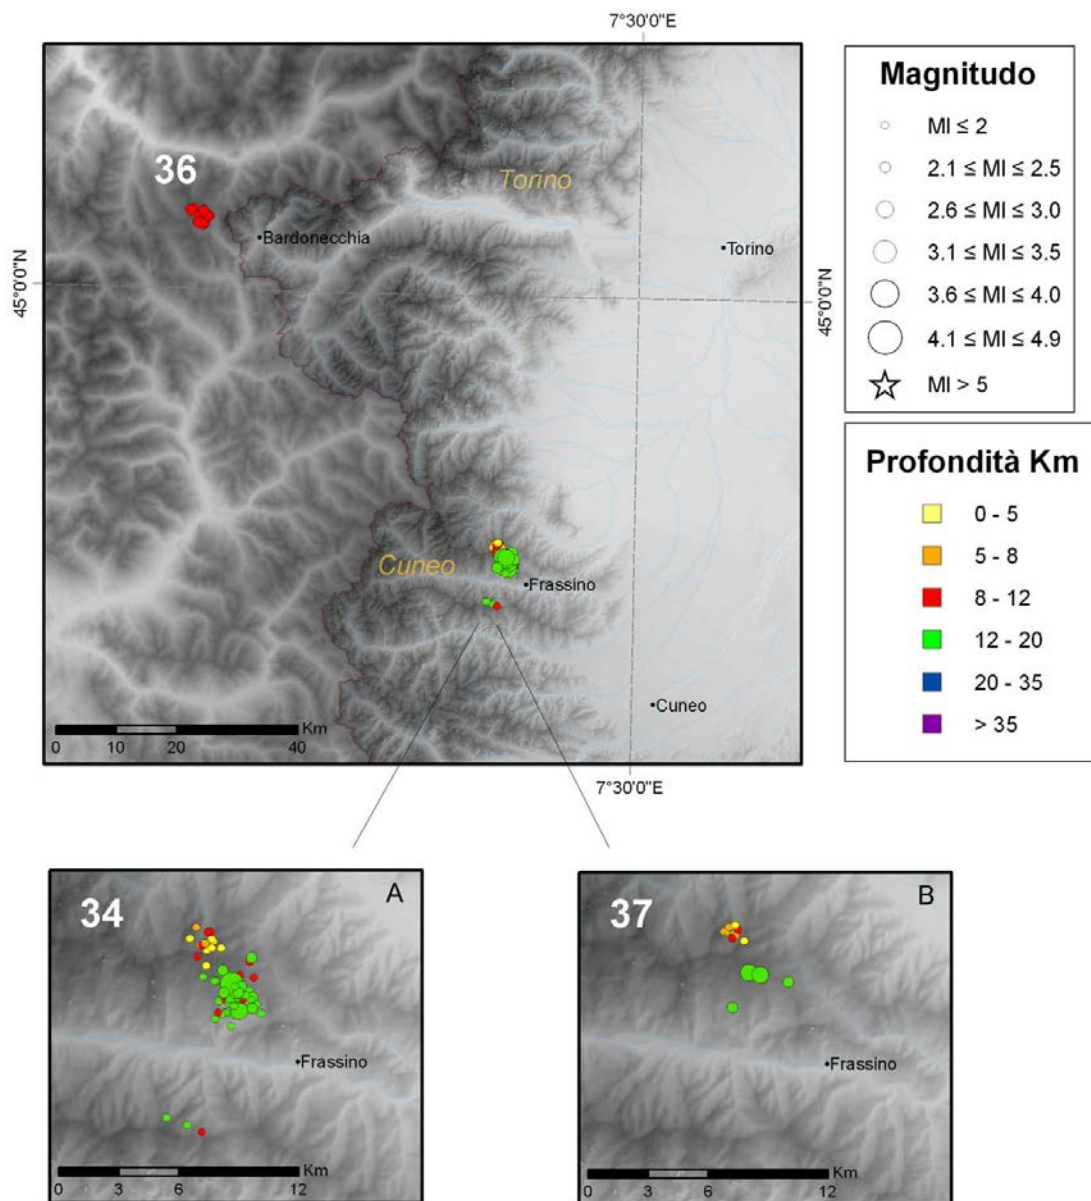 7°30'0"E
36
Torino
Bardonecchia
Torino
45°0'0"N
45°0'0"N
Cuneo
Frassino
Cuneo
Km
0 10 20 40
7°30'0"E
Magnitudo
Ml ≤ 2
2.1 ≤ Ml ≤ 2.5
2.6 ≤ Ml ≤ 3.0
3.1 ≤ Ml ≤ 3.5
3.6 ≤ Ml ≤ 4.0
4.1 ≤ Ml ≤ 4.9
Ml > 5
Profondità Km
0 - 5
5 - 8
8 - 12
12 - 20
20 - 35
> 35
34
A
Frassino
Km
0 3 6 12
37
B
Frassino
Km
0 3 6 12